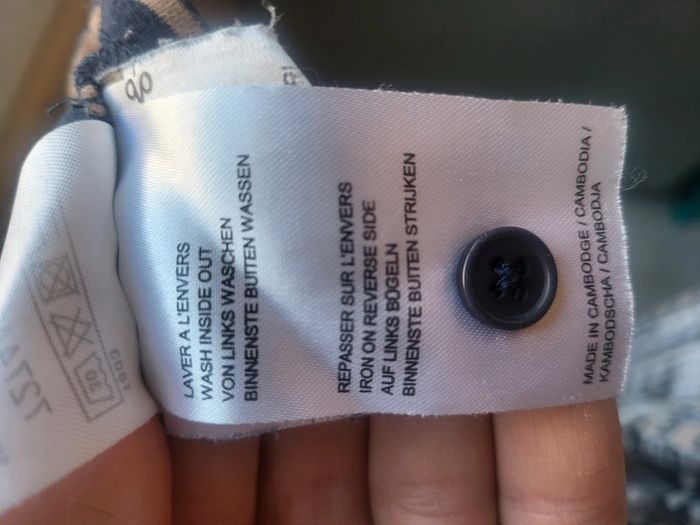 LAVER A L'ENVERS
WASH INSIDE OUT
VON LINKS WASCHEN
BINNENSTE BUITEN WASSEN
REPASSER SUR L'ENVERS
IRON ON REVERSE SIDE
AUF LINKS BÜGELN
BINNENSTE BUITEN STRIJKEN
MADE IN CAMBODGE / CAMBODIA /
KAMBODSCHA / CAMBODJA